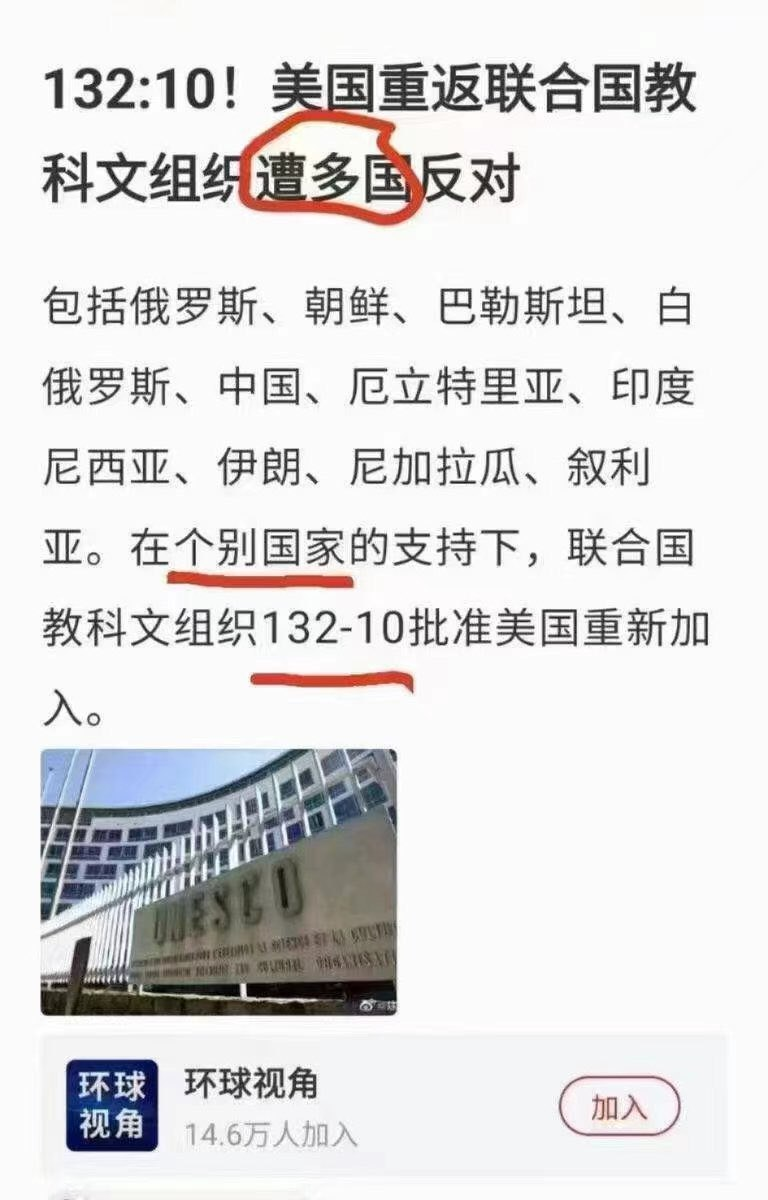 132:10！美国重返联合国教
科文组织遭多国反对
包括俄罗斯、朝鲜、巴勒斯坦、白
俄罗斯、中国、厄立特里亚、印度
尼西亚、伊朗、尼加拉瓜、叙利
亚。在个别国家的支持下，联合国
教科文组织132-10批准美国重新加
入。
UNESCO
环球
视角
环球视角
14.6万人加入
加入